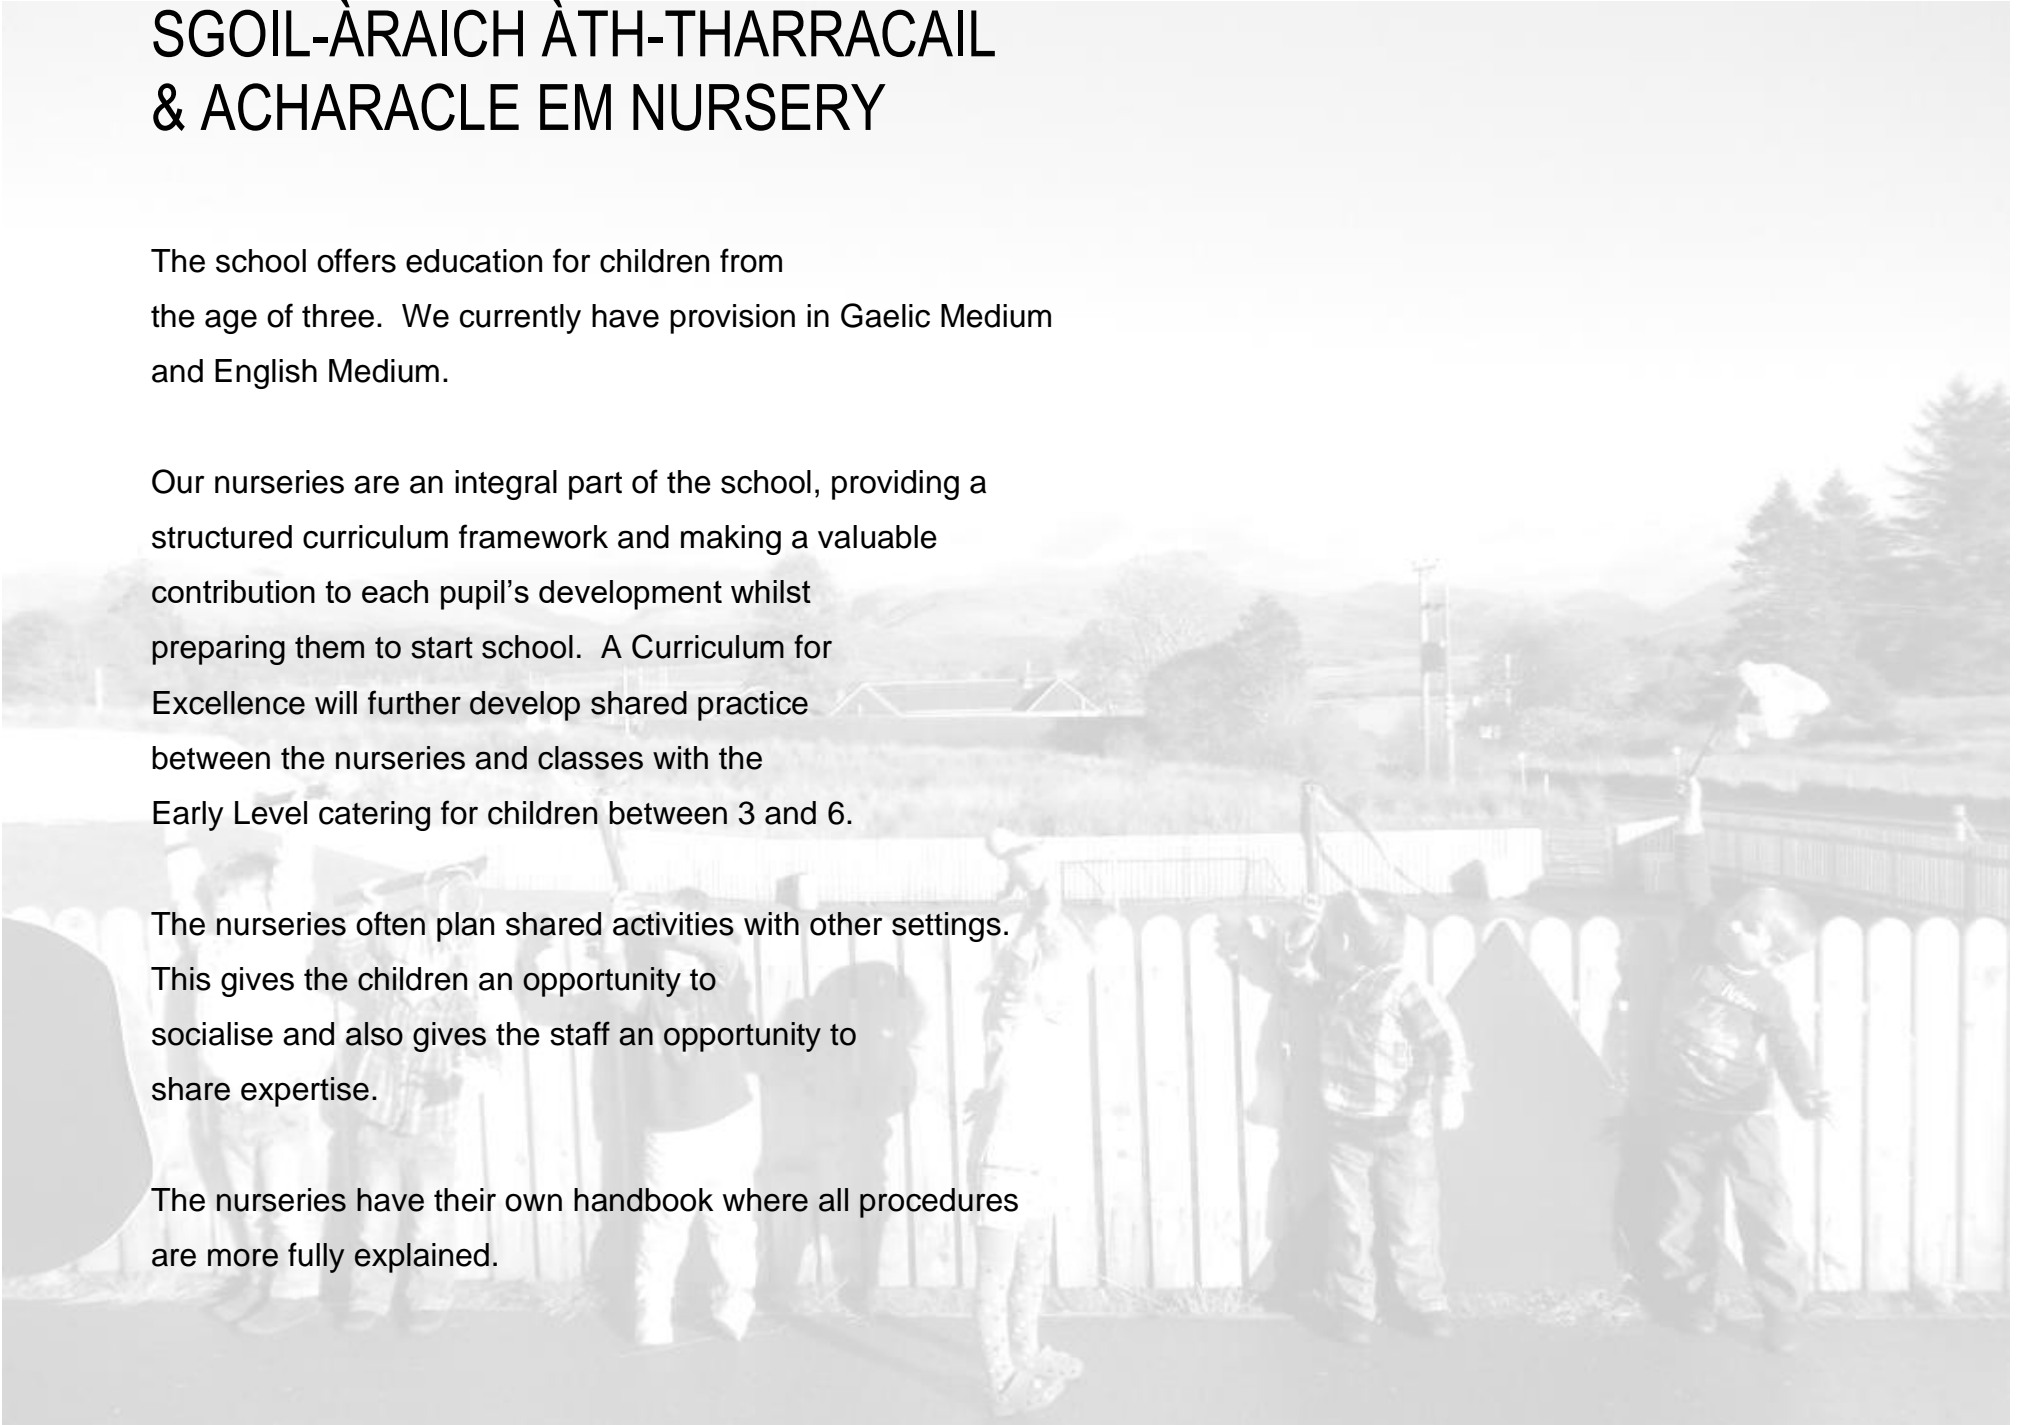 SGOIL-ÀRAICH ÀTH-THARRACAIL
& ACHARACLE EM NURSERY
The school offers education for children from
the age of three.  We currently have provision in Gaelic Medium
and English Medium.
Our nurseries are an integral part of the school, providing a
structured curriculum framework and making a valuable
contribution to each pupil’s development whilst
preparing them to start school.  A Curriculum for
Excellence will further develop shared practice
between the nurseries and classes with the
Early Level catering for children between 3 and 6.
The nurseries often plan shared activities with other settings.
This gives the children an opportunity to
socialise and also gives the staff an opportunity to
share expertise.
The nurseries have their own handbook where all procedures
are more fully explained.